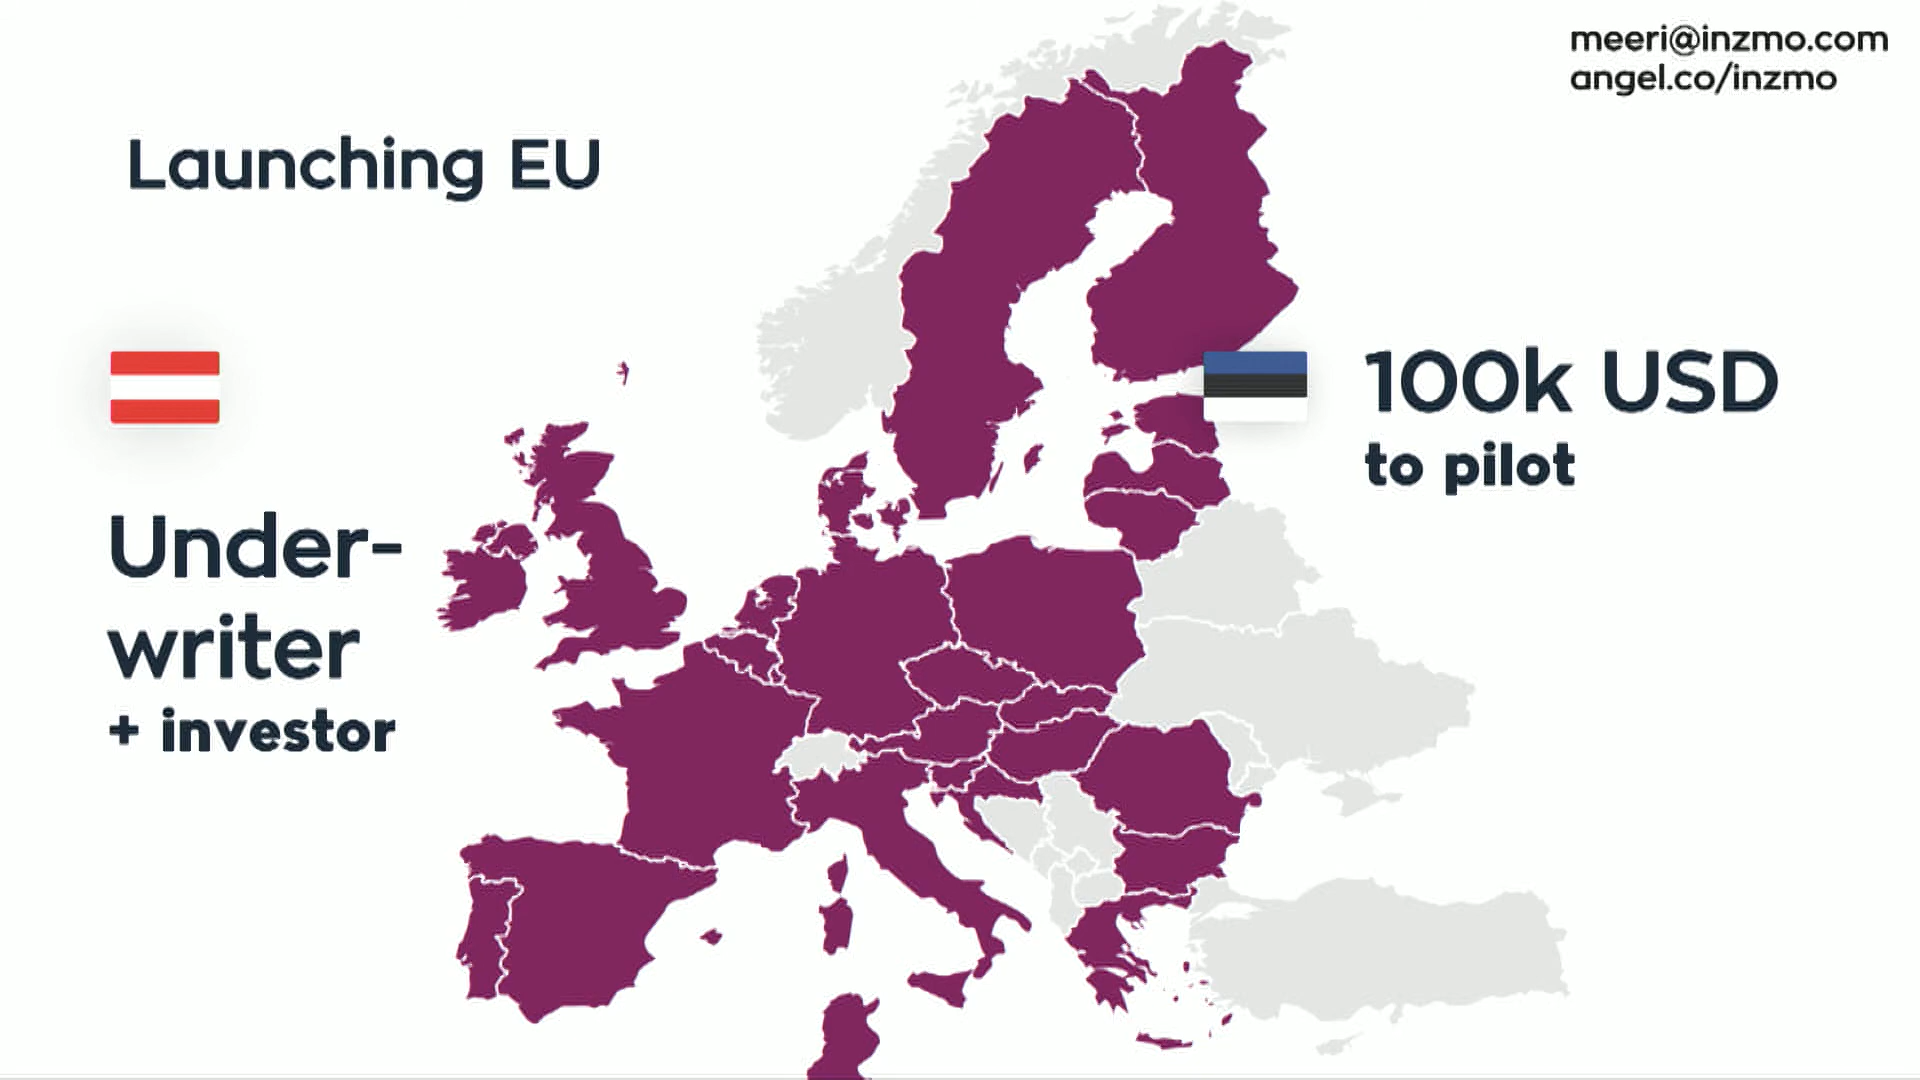 meeri@inzmo.com
angel.co/inzmo
Launching EU
100k USD
to pilot
Under-
writer
+ investor